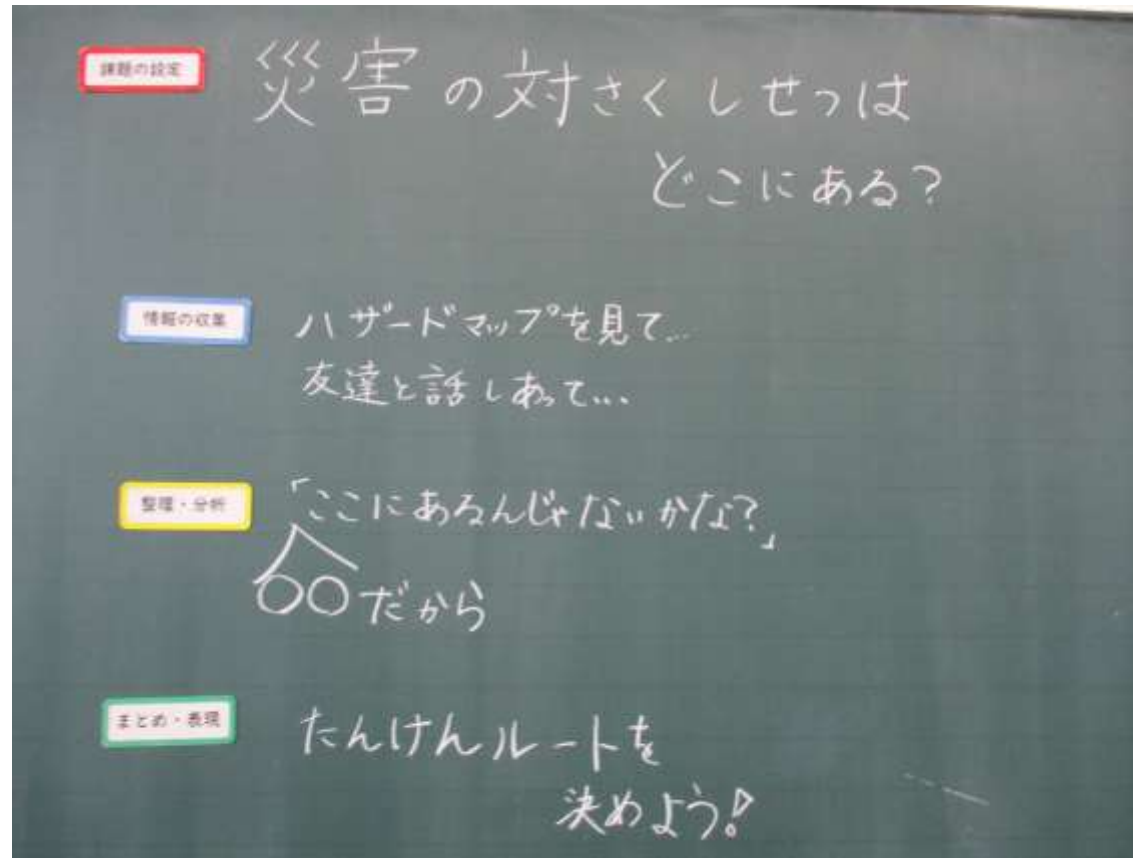 課題の設定
災害の対さくしせつは
どこにある?
情報の収集
ハザードマップを見て…
友達と話しあって…
整理・分析
「ここにあるんじゃないかな?」
〇〇だから
まとめ・表現
たんけんルートを
決めよう!